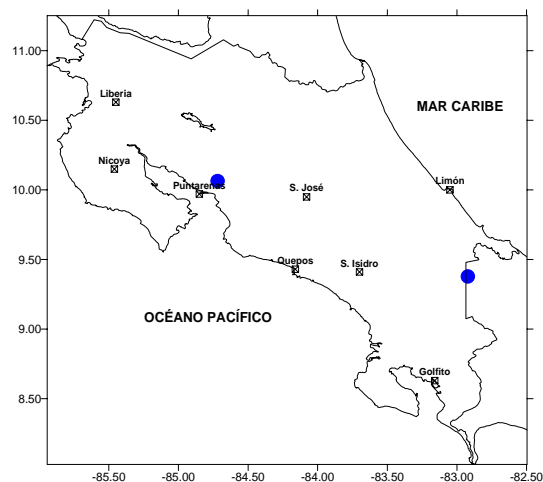 11.00
MAR CARIBE
Liberia
10.50
Nicoya
Puntarenas
S. José
Limón
10.00
9.50
Quepos
S. Isidro
OCÉANO PACÍFICO
9.00
Golfito
8.50
-85.50 -85.00 -84.50 -84.00 -83.50 -83.00 -82.50